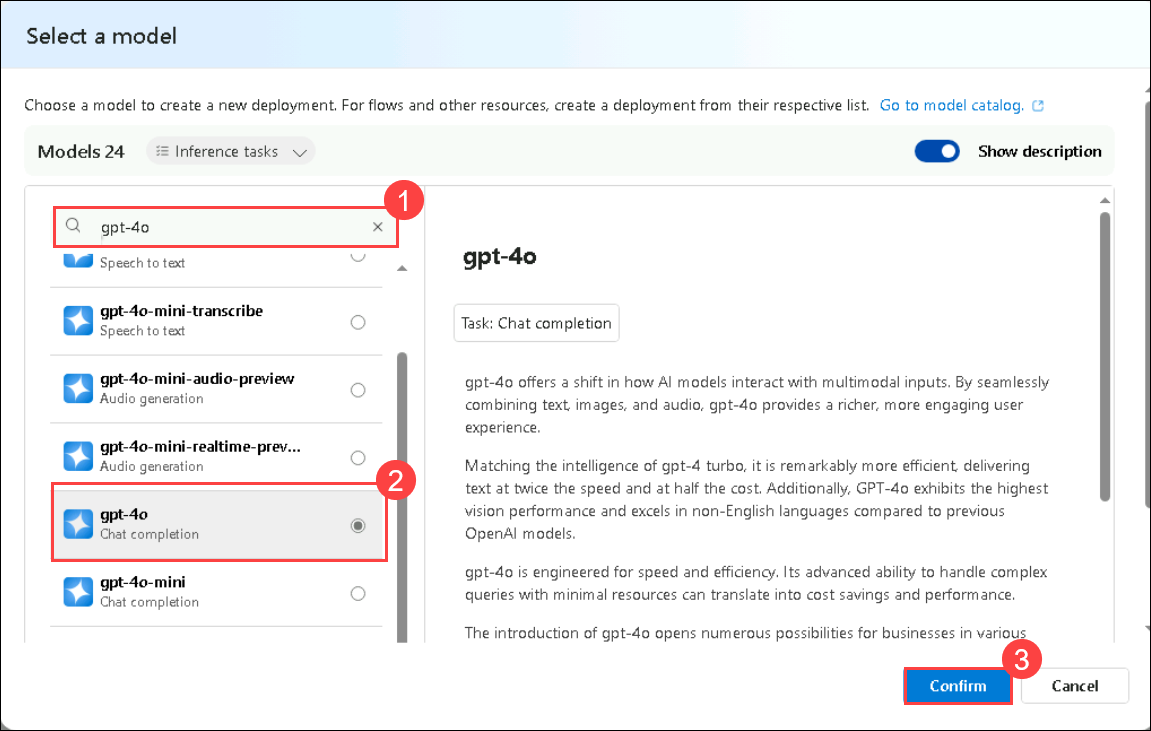 Select a model
Choose a model to create a new deployment. For flows and other resources, create a deployment from their respective list. Go to model catalog.
Models 24
Inference tasks
Show description
1
gpt-4o
Speech to text
gpt-4o-mini-transcribe
Speech to text
gpt-4o-mini-audio-preview
Audio generation
gpt-4o-mini-realtime-prev...
Audio generation
2
gpt-4o
Chat completion
gpt-4o-mini
Chat completion
gpt-4o
Task: Chat completion
gpt-4o offers a shift in how AI models interact with multimodal inputs. By seamlessly
combining text, images, and audio, gpt-4o provides a richer, more engaging user
experience.
Matching the intelligence of gpt-4 turbo, it is remarkably more efficient, delivering
text at twice the speed and at half the cost. Additionally, GPT-4o exhibits the highest
vision performance and excels in non-English languages compared to previous
OpenAI models.
gpt-4o is engineered for speed and efficiency. Its advanced ability to handle complex
queries with minimal resources can translate into cost savings and performance.
The introduction of gpt-4o opens numerous possibilities for businesses in various
3
Confirm
Cancel